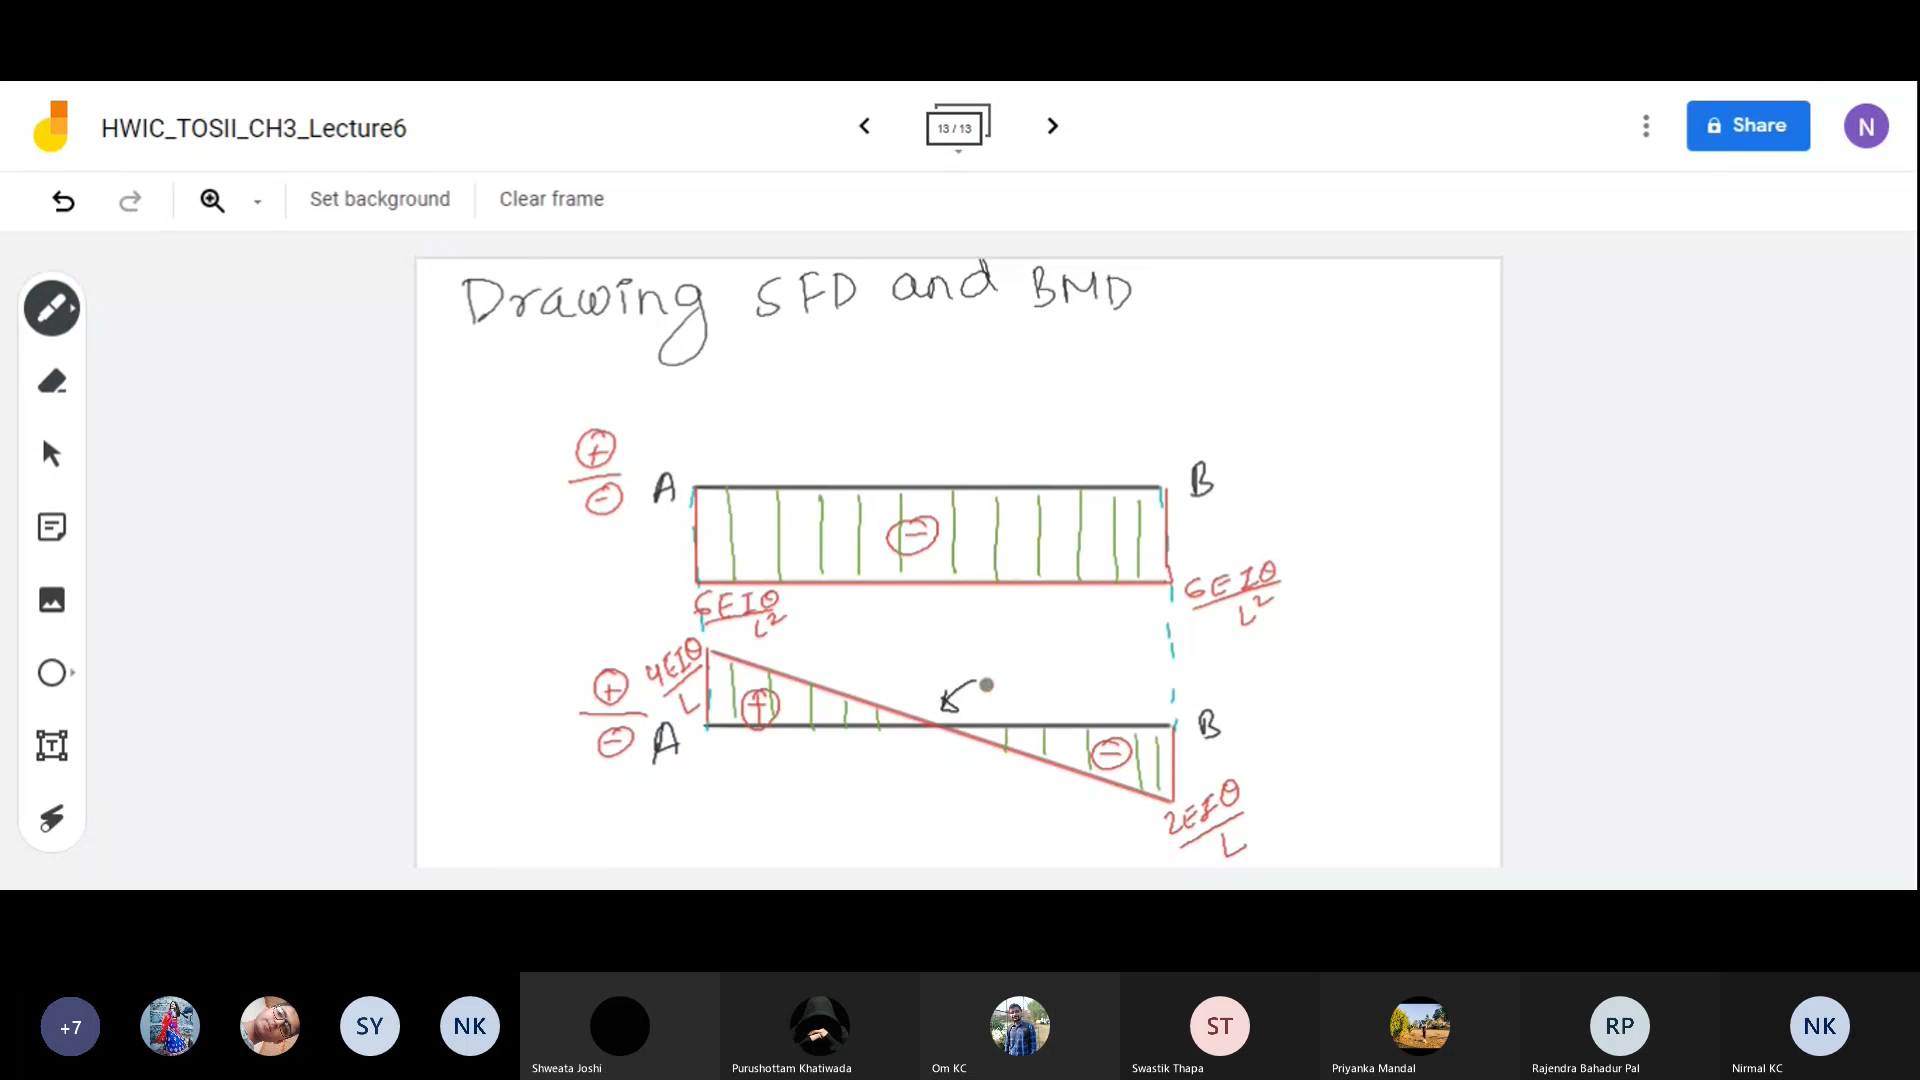 HWIC_TOSII_CH3_Lecture6
13 / 13
Share
N
Set background
Clear frame
Drawing SFD and BMD
+
−
A
B
−
6EIθ
L²
6EIθ
L²
4EIθ
L
+
−
A
+
B
−
2EIθ
L
T
+7
SY
NK
ST
RP
NK
Shweata Joshi
Purushottam Khatiwada
Om KC
Swastik Thapa
Priyanka Mandal
Rajendra Bahadur Pal
Nirmal KC